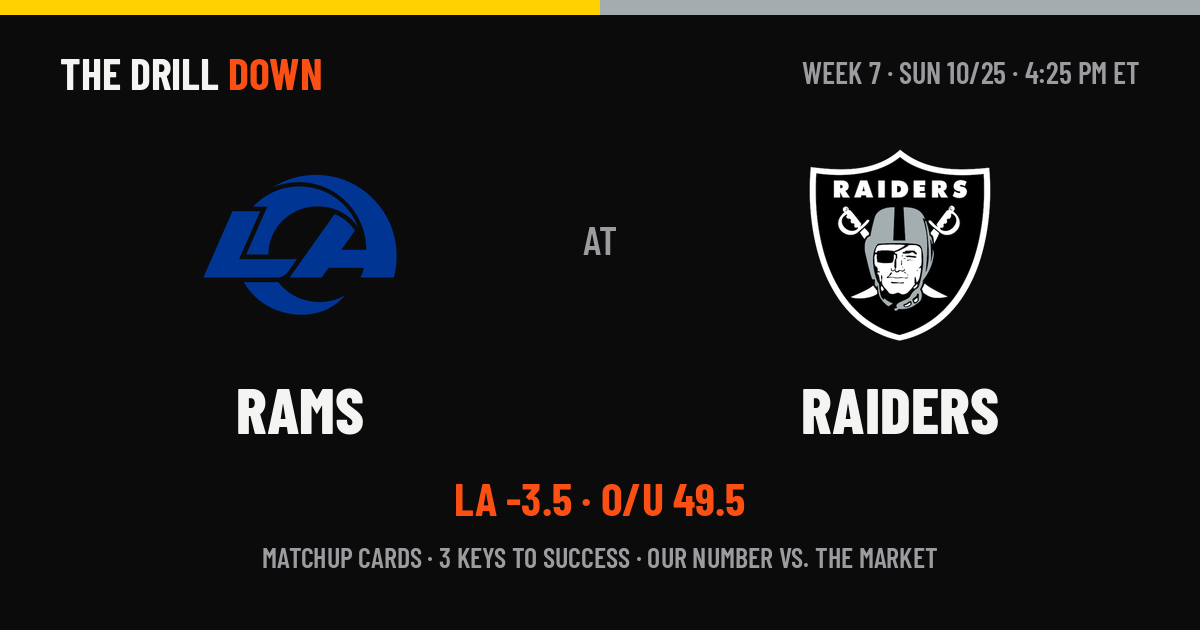 THE DRILL DOWN
WEEK 7 · SUN 10/25 · 4:25 PM ET
LA
RAIDERS
AT
RAMS
RAIDERS
LA -3.5 · O/U 49.5
MATCHUP CARDS · 3 KEYS TO SUCCESS · OUR NUMBER VS. THE MARKET